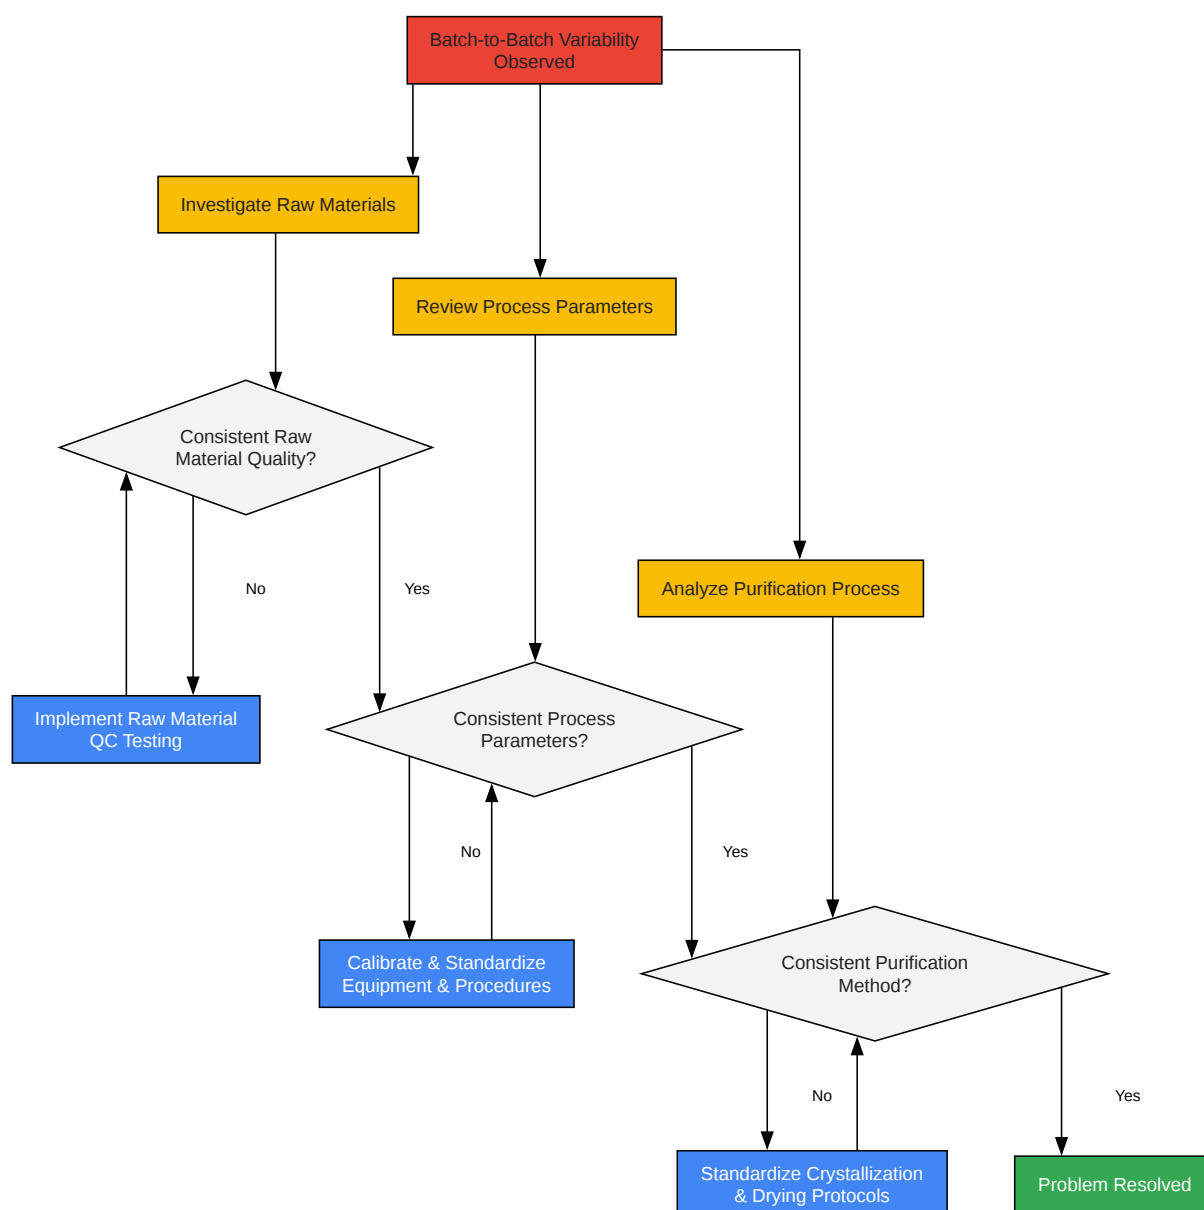 Batch-to-Batch Variability
Observed
Investigate Raw Materials
Review Process Parameters
Consistent Raw
Material Quality?
No
Yes
Analyze Purification Process
Implement Raw Material
QC Testing
Consistent Process
Parameters?
No
Yes
Calibrate & Standardize
Equipment & Procedures
Consistent Purification
Method?
No
Yes
Standardize Crystallization
& Drying Protocols
Problem Resolved